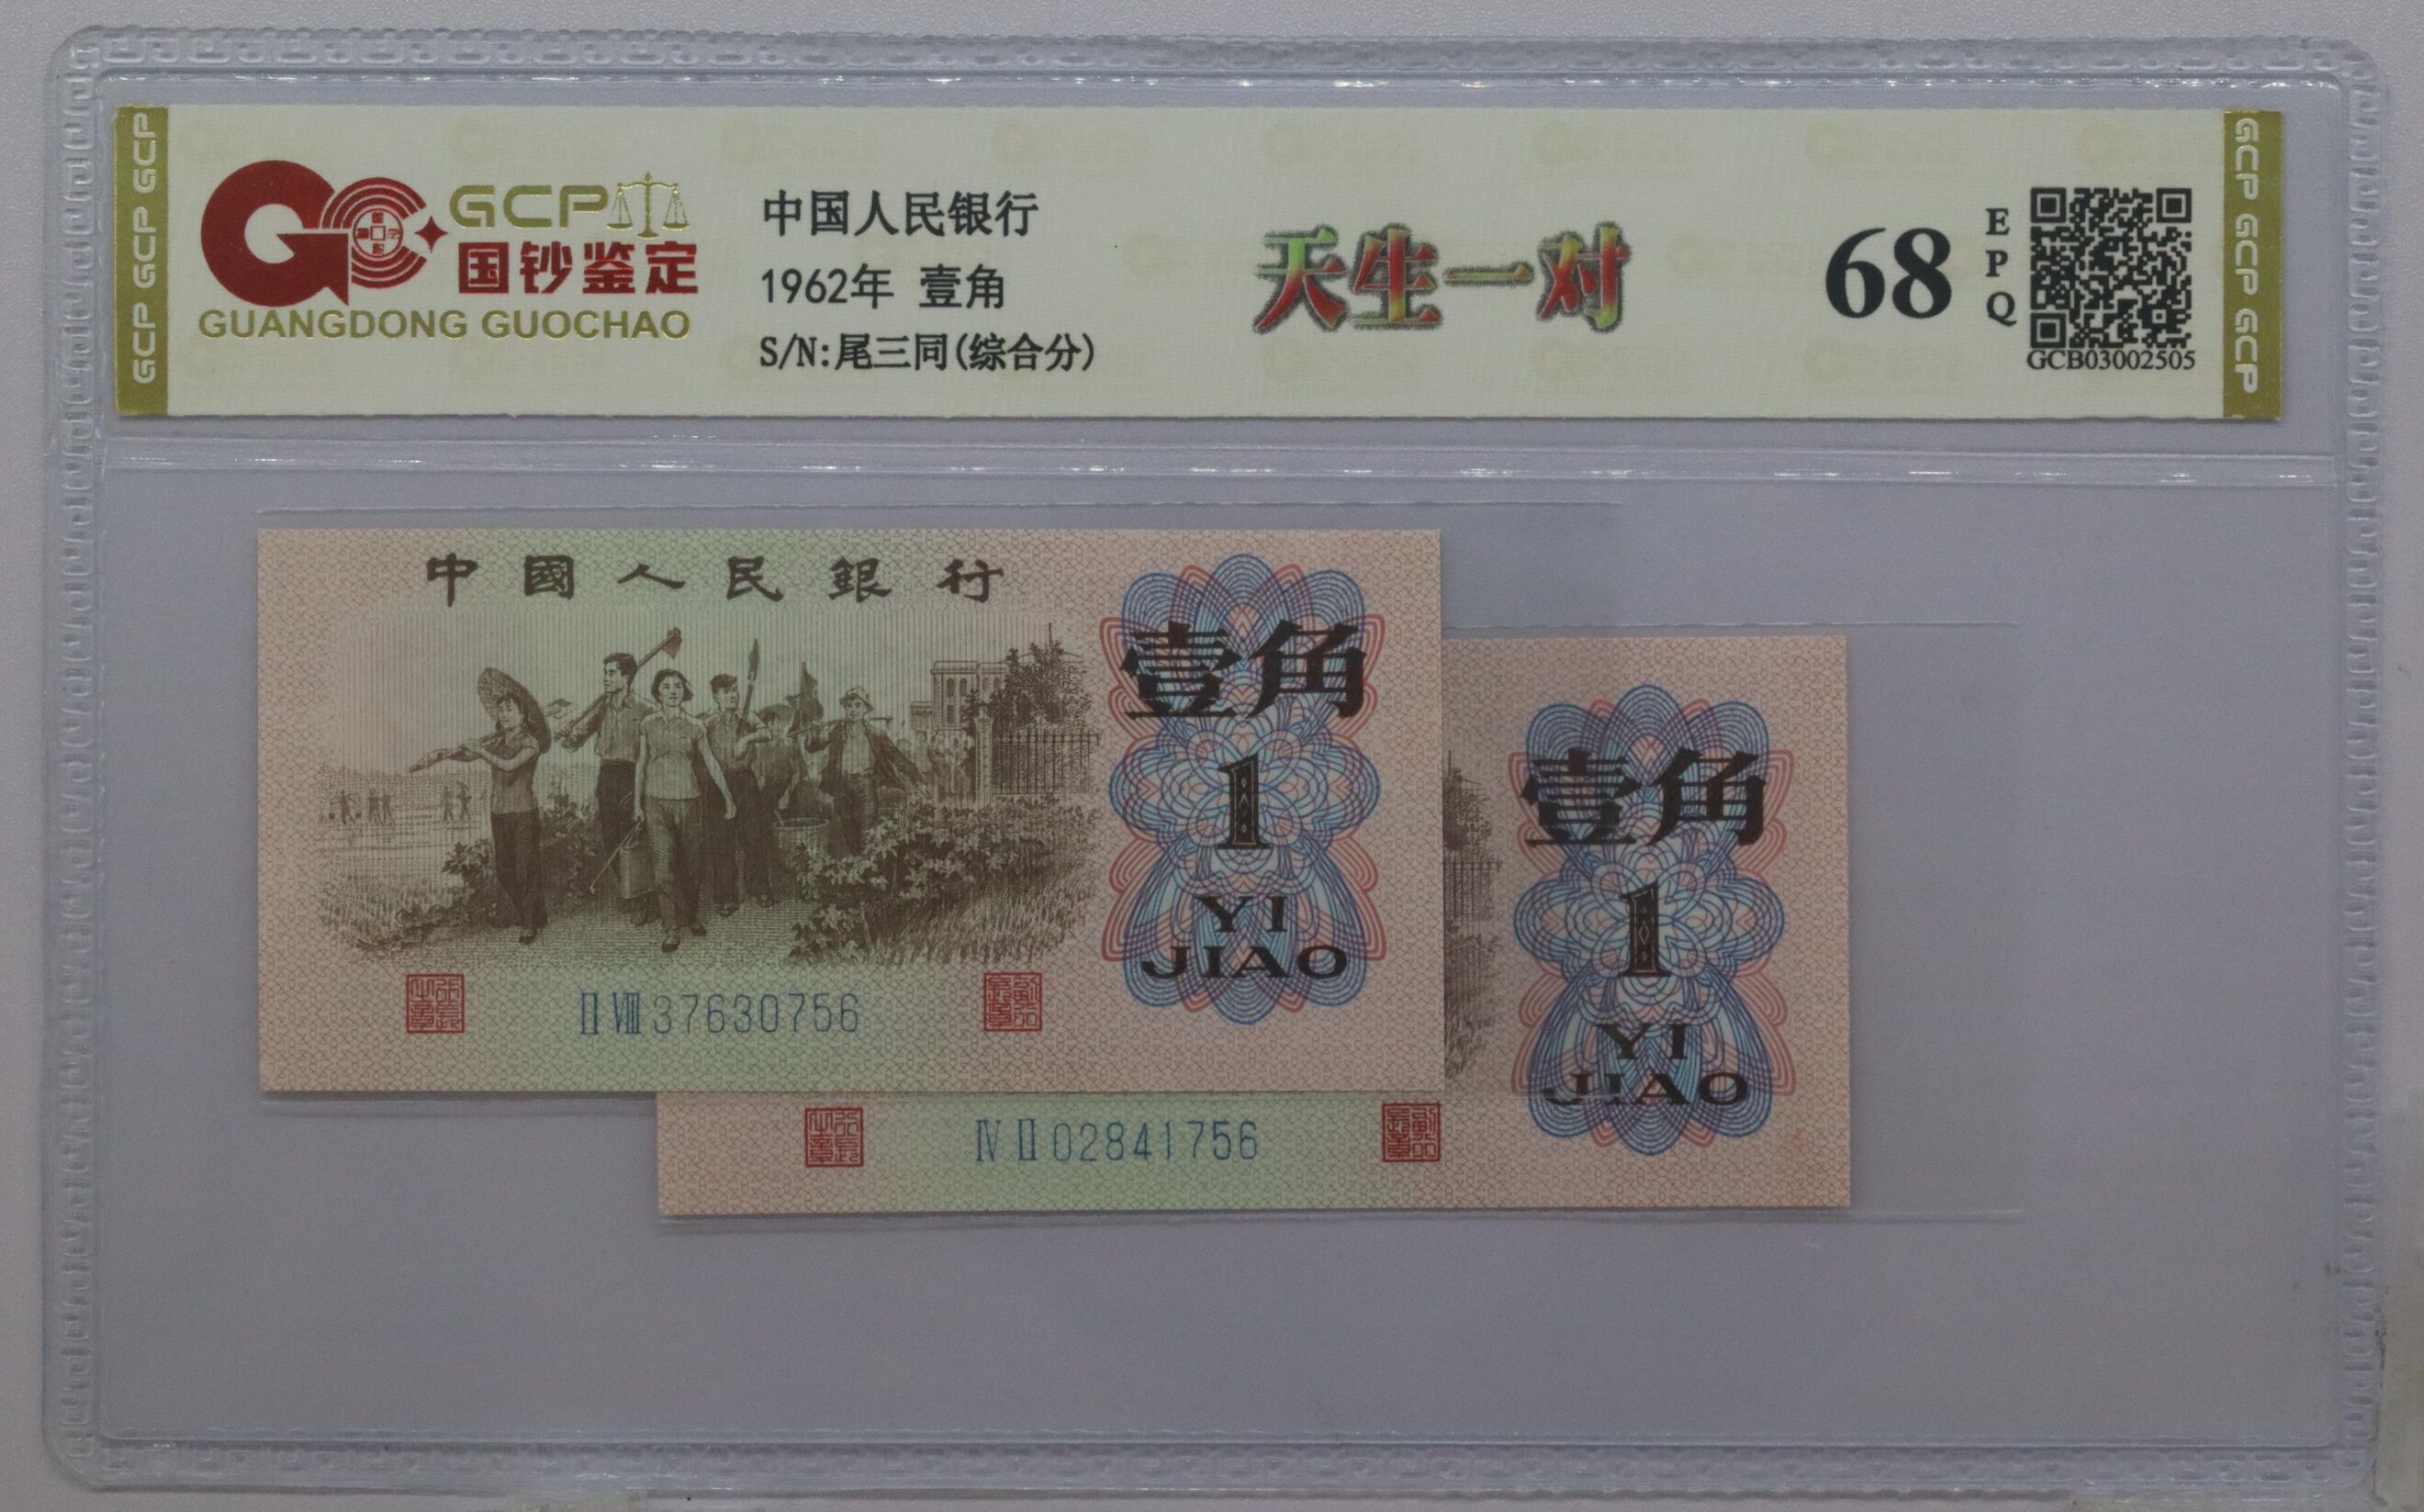 GCP GCP GCP
GCP
国钞鉴定
GUANGDONG GUOCHAO
中国人民银行
1962年 壹角
S/N:尾三同(综合分)
天生一对
68
EPQ
GCB03002505
GCP GCP GCP
中國人民銀行
壹角
1
YI
JIAO
ⅡⅧ37630756
壹角
1
YI
JIAO
ⅣⅡ02841756